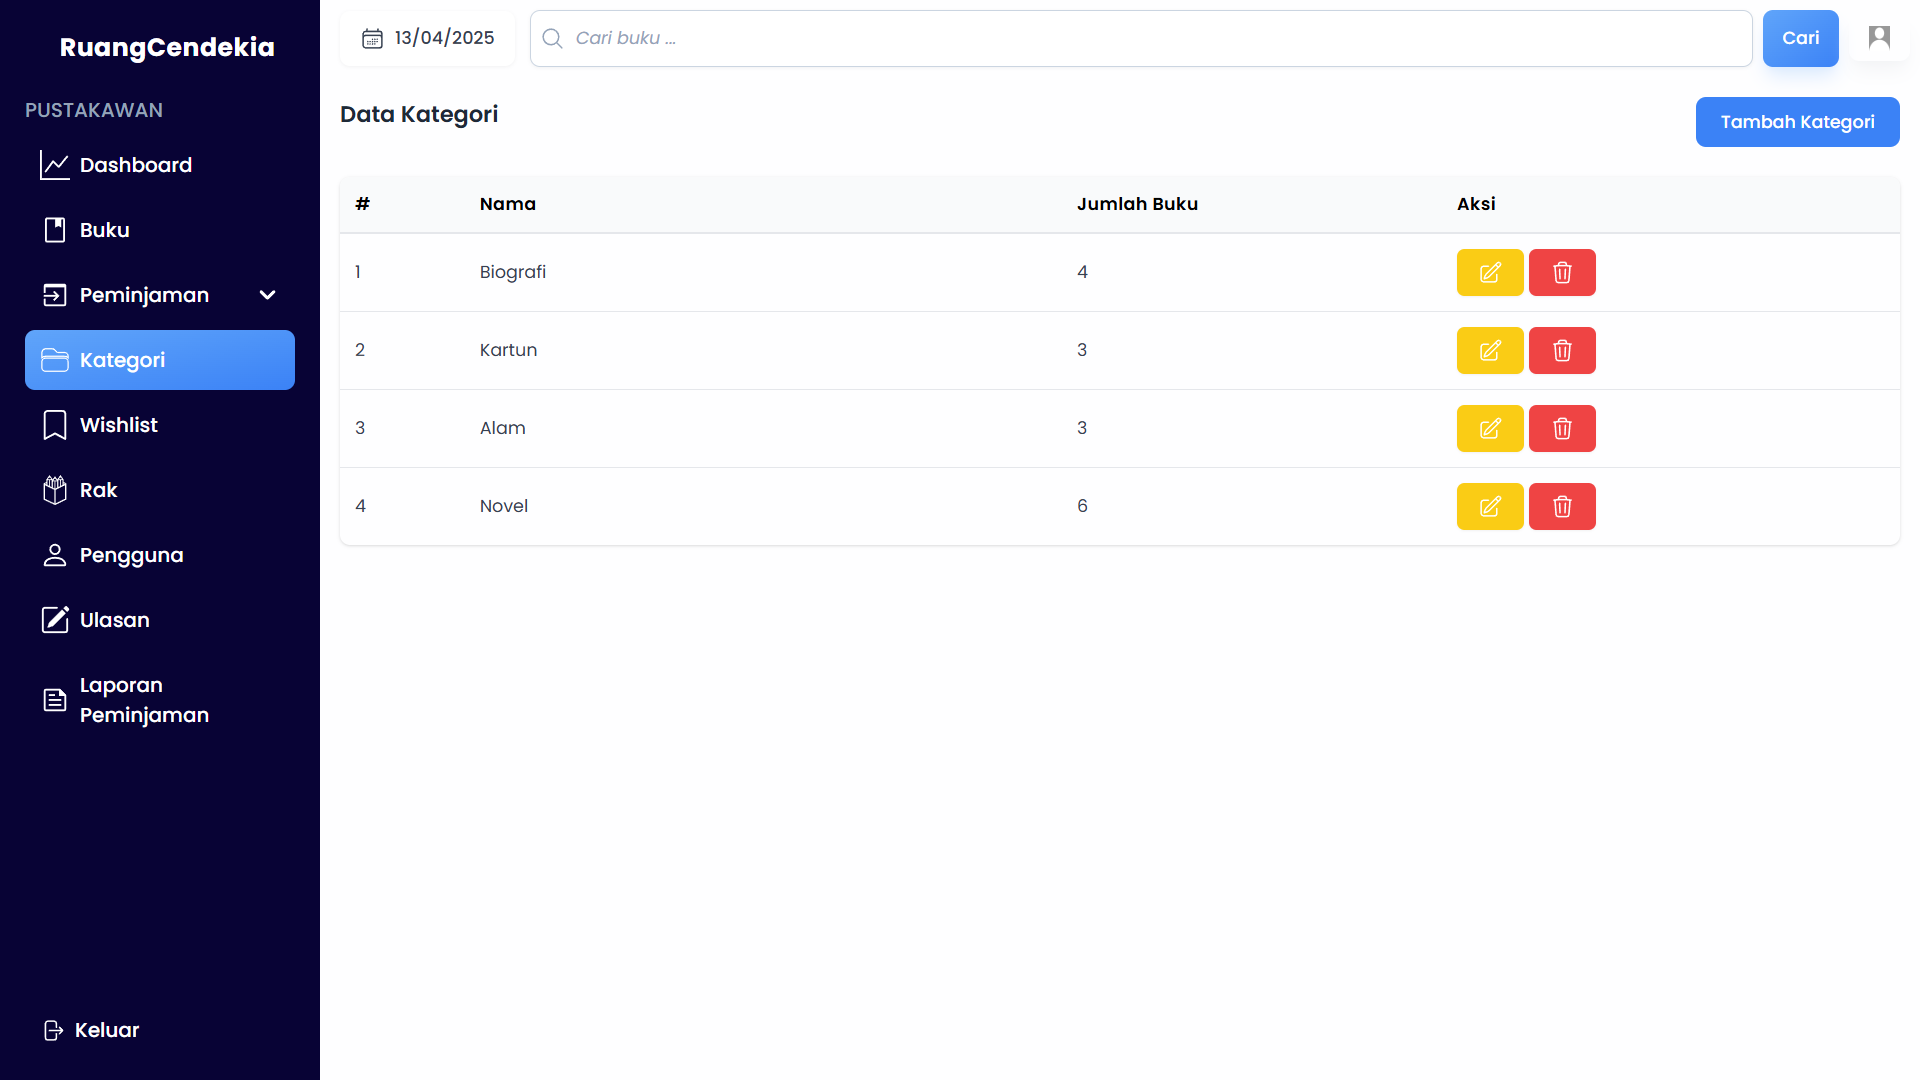 RuangCendekia
PUSTAKAWAN
Dashboard
Buku
Peminjaman
Kategori
Wishlist
Rak
Pengguna
Ulasan
Laporan
Peminjaman
Keluar
13/04/2025
Cari buku ...
Cari
Data Kategori
Tambah Kategori
# Nama Jumlah Buku Aksi
1 Biografi 4
2 Kartun 3
3 Alam 3
4 Novel 6